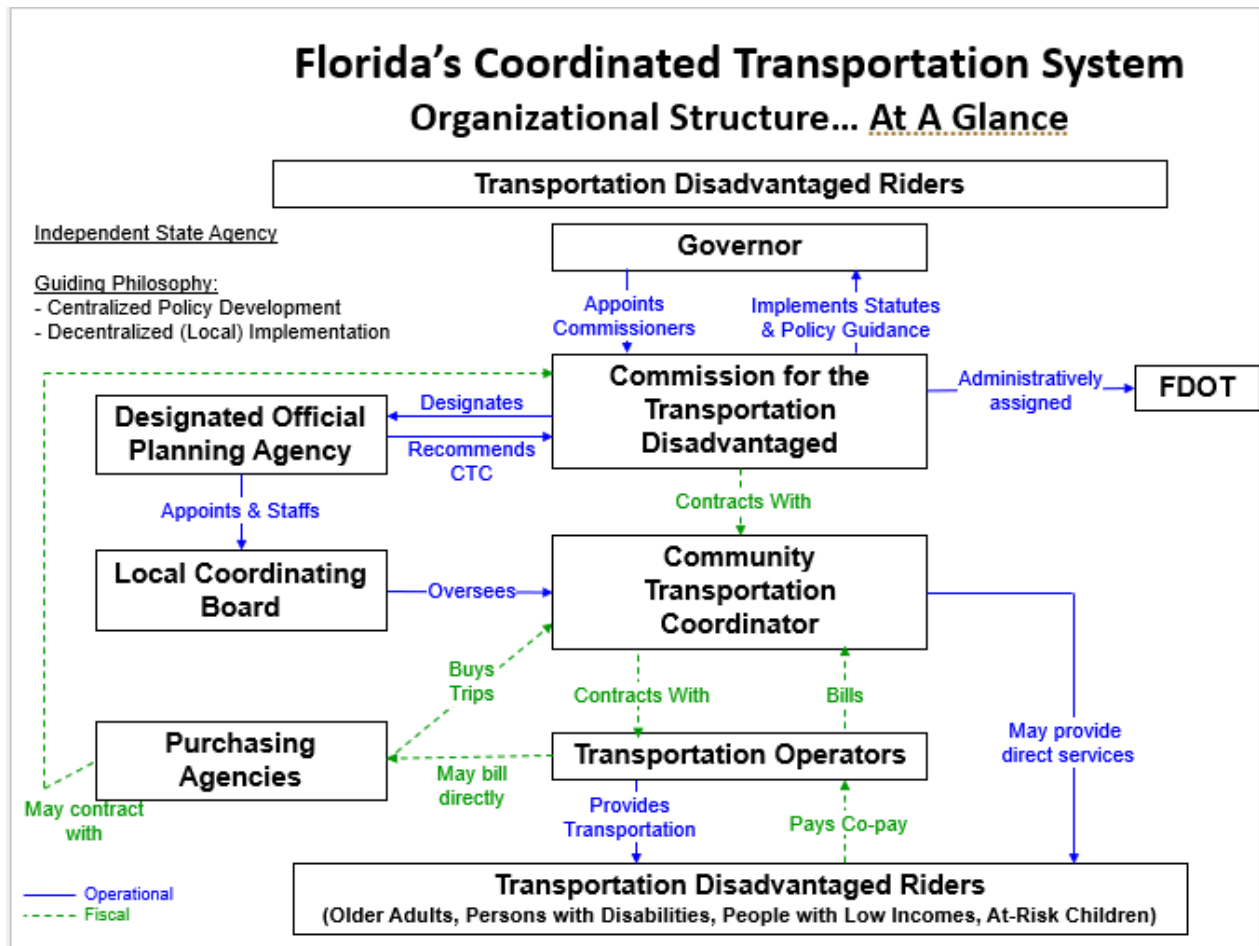 Florida's Coordinated Transportation System
Organizational Structure... At A Glance
Transportation Disadvantaged Riders
Independent State Agency
Guiding Philosophy:
- Centralized Policy Development
- Decentralized (Local) Implementation
Governor
Appoints
Commissioners
Implements Statutes
& Policy Guidance
Commission for the
Transportation
Disadvantaged
Administratively
assigned
FDOT
Designated Official
Planning Agency
Designates
Recommends
CTC
Appoints & Staffs
Contracts With
Local Coordinating
Board
Oversees
Community
Transportation
Coordinator
Buys
Trips
Contracts With
Bills
May provide
direct services
Purchasing
Agencies
May bill
directly
Transportation Operators
May contract
with
Provides
Transportation
Pays Co-pay
Transportation Disadvantaged Riders
(Older Adults, Persons with Disabilities, People with Low Incomes, At-Risk Children)
Operational
Fiscal